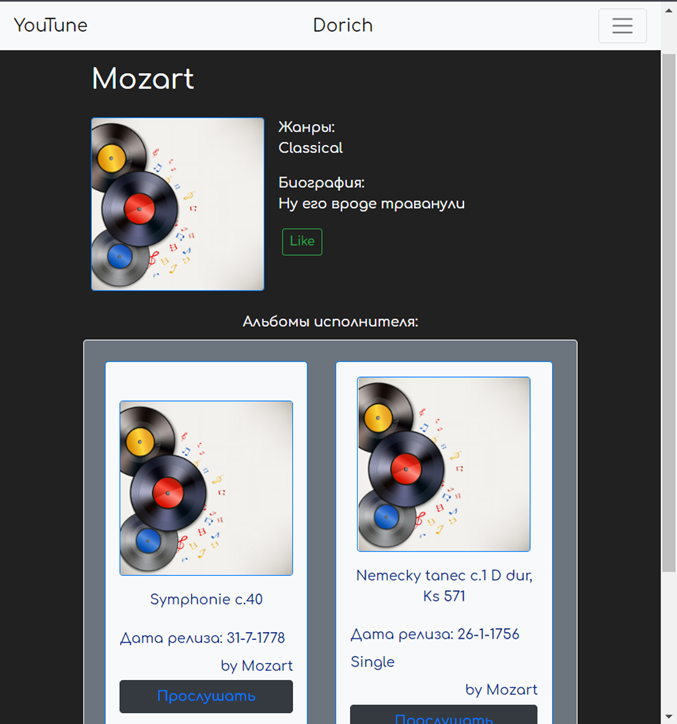 YouTune
Dorich
Mozart
Жанры:
Classical
Биография:
Ну его вроде траванули
Like
Альбомы исполнителя:
Symphonie c.40
Дата релиза: 31-7-1778
by Mozart
Прослушать
Nemecky tanec c.1 D dur,
Ks 571
Дата релиза: 26-1-1756
Single
by Mozart
Прослушать